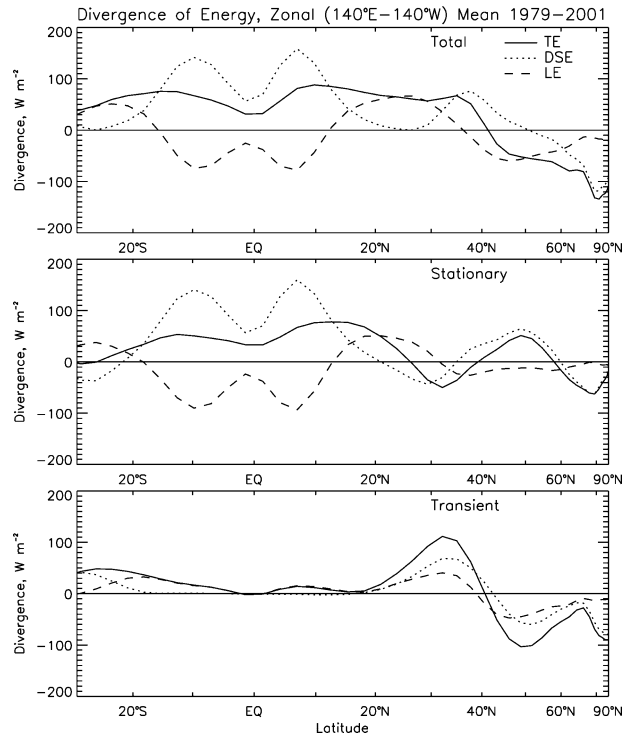 Divergence of Energy, Zonal (140°E−140°W) Mean 1979−2001
200
100
0
−100
−200
Divergence, W m⁻²
Total
TE
DSE
LE
20°S
EQ
20°N
40°N
60°N
90°N
200
100
0
−100
−200
Divergence, W m⁻²
Stationary
20°S
EQ
20°N
40°N
60°N
90°N
200
100
0
−100
−200
Divergence, W m⁻²
Transient
20°S
EQ
20°N
40°N
60°N
90°N
Latitude